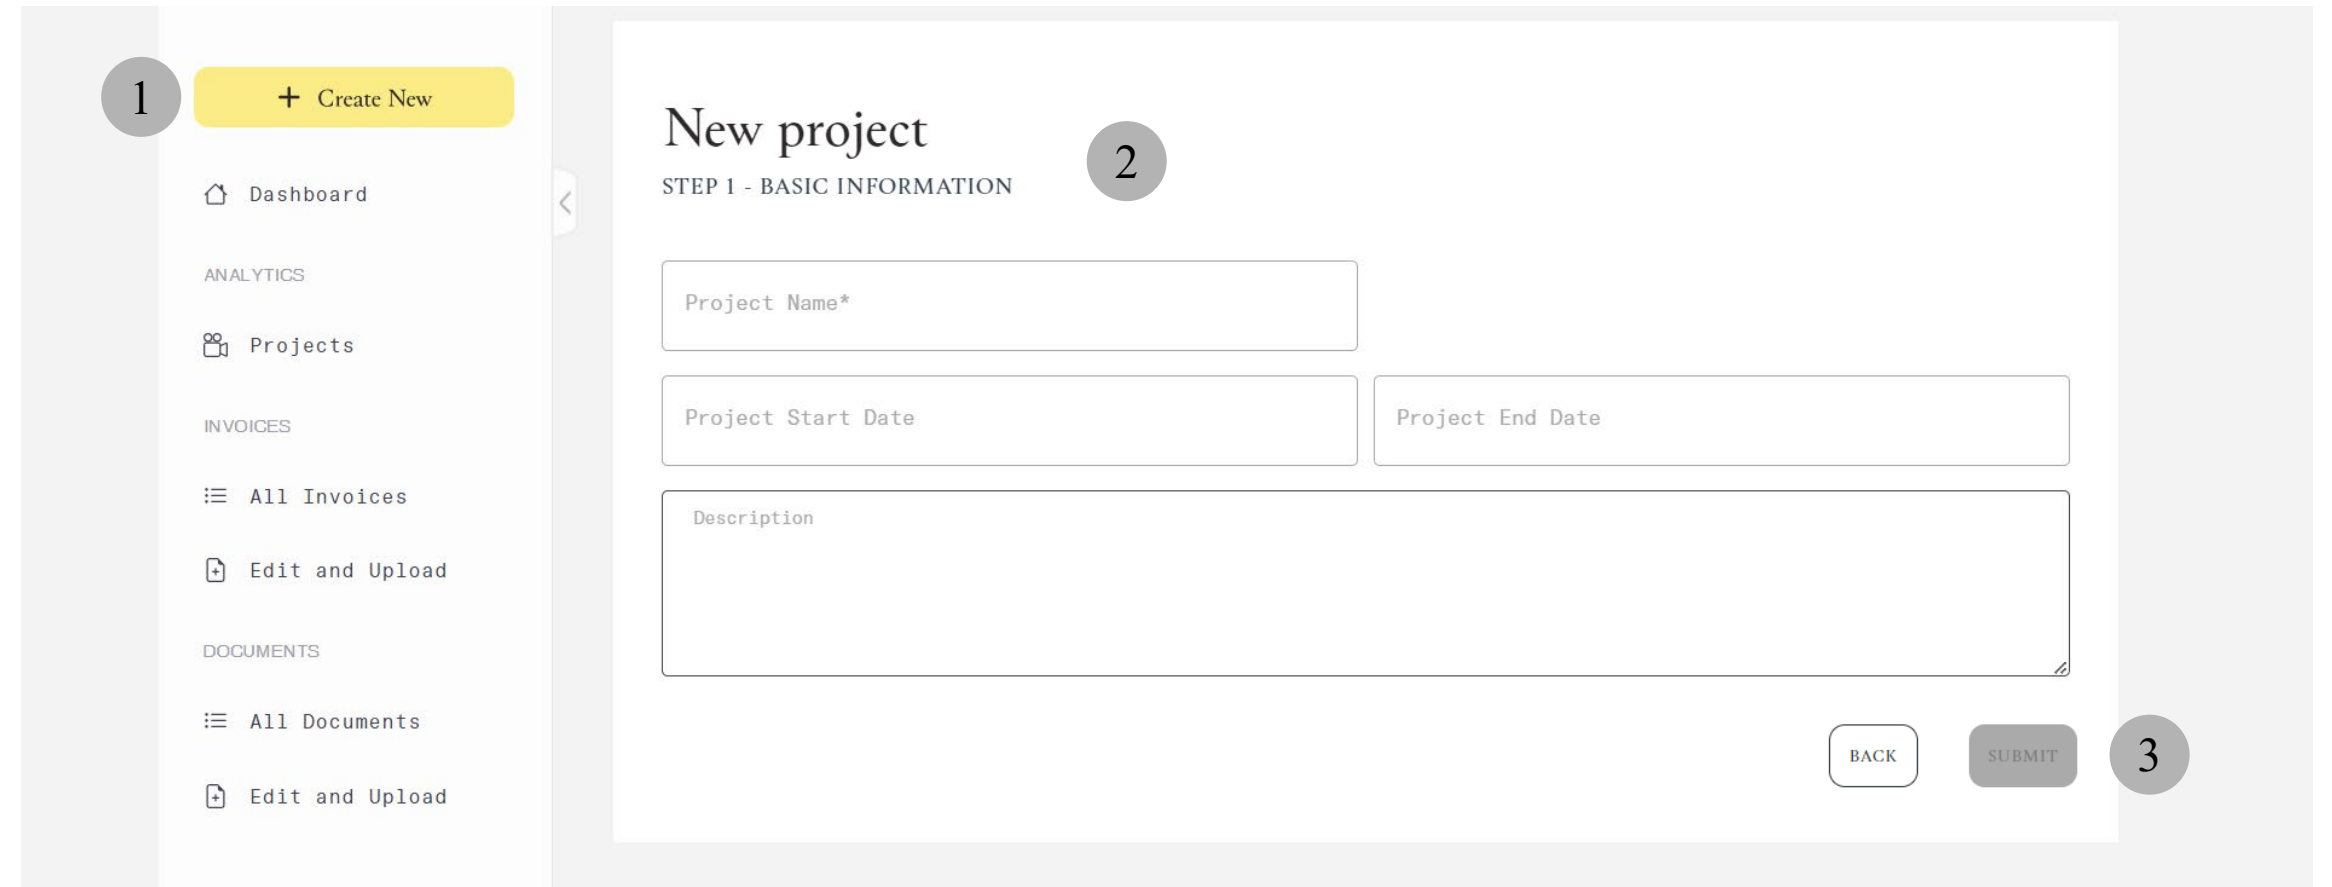 1
+ Create New
Dashboard
ANALYTICS
Projects
INVOICES
All Invoices
Edit and Upload
DOCUMENTS
All Documents
Edit and Upload
New project
2
STEP 1 - BASIC INFORMATION
Project Name*
Project Start Date
Project End Date
Description
BACK
SUBMIT
3